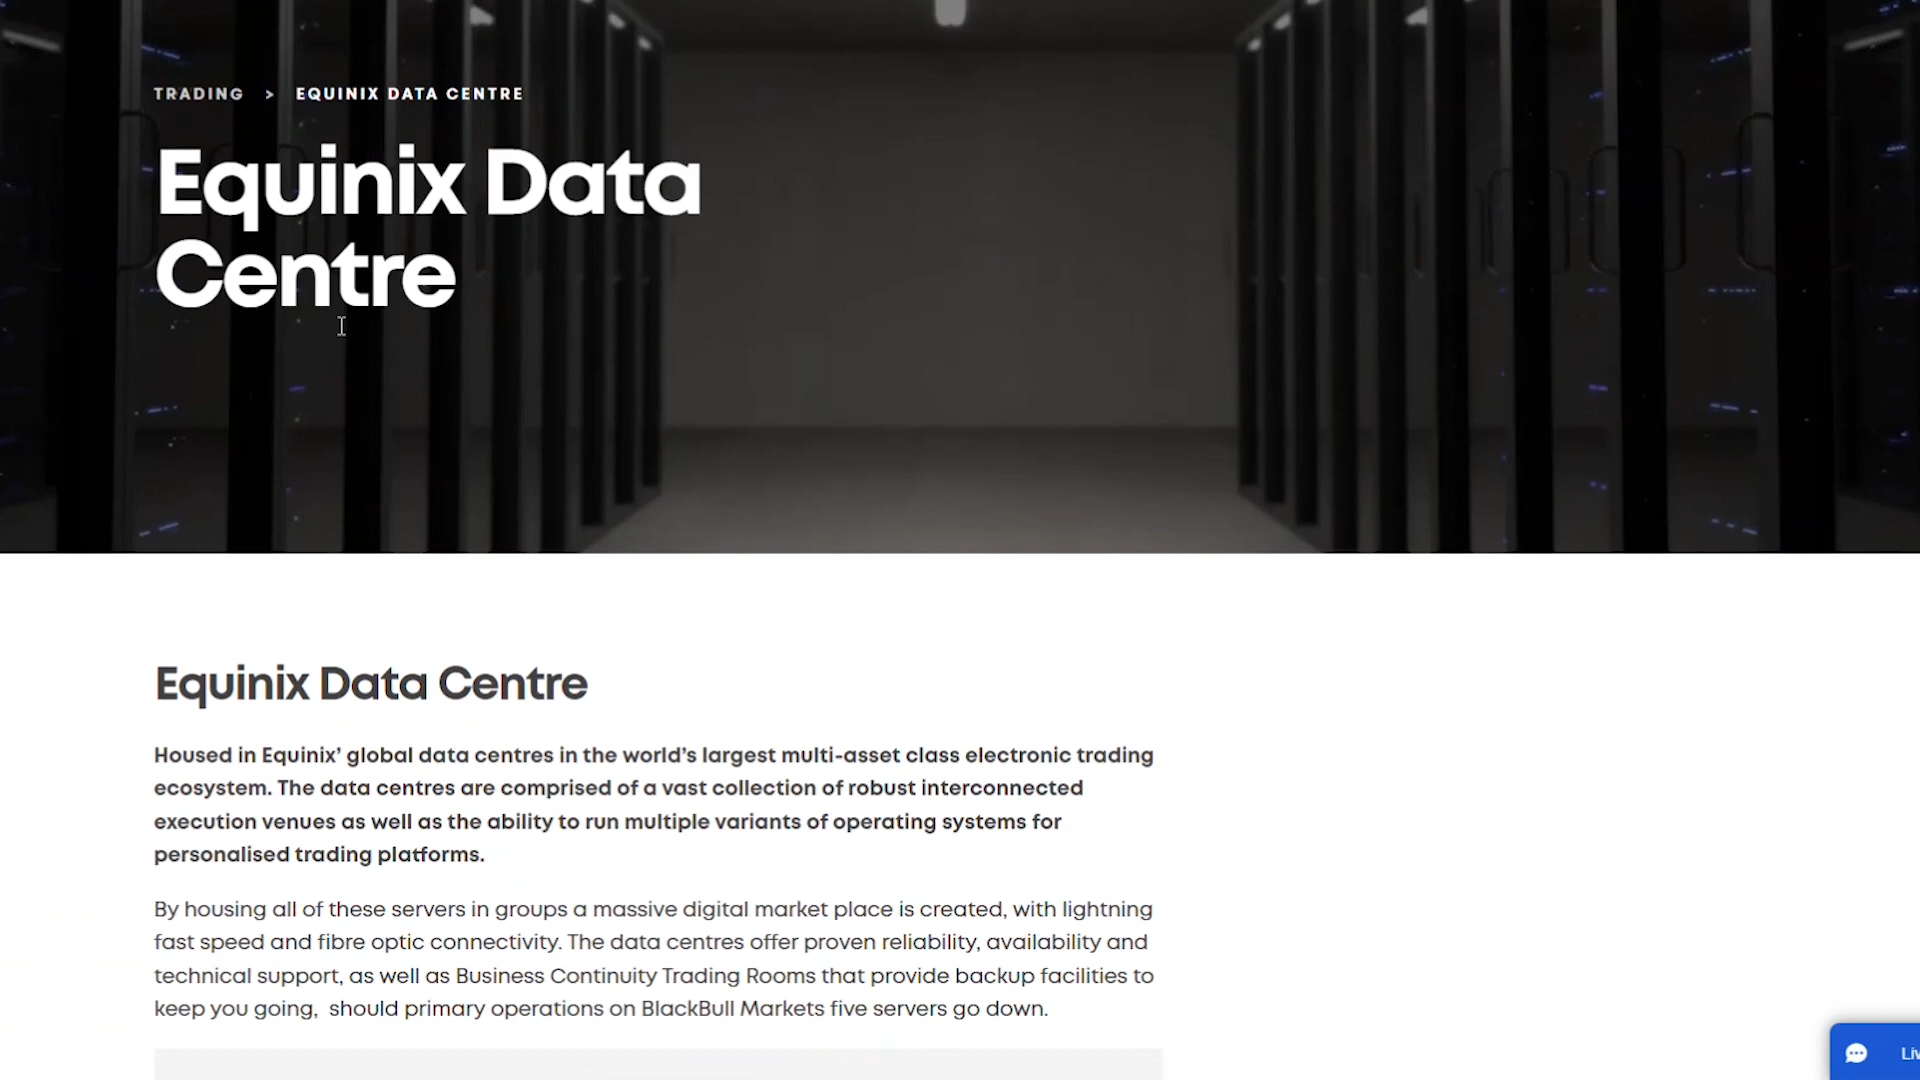 TRADING > EQUINIX DATA CENTRE
Equinix Data
Centre
Equinix Data Centre
Housed in Equinix’ global data centres in the world’s largest multi-asset class electronic trading
ecosystem. The data centres are comprised of a vast collection of robust interconnected
execution venues as well as the ability to run multiple variants of operating systems for
personalised trading platforms.
By housing all of these servers in groups a massive digital market place is created, with lightning
fast speed and fibre optic connectivity. The data centres offer proven reliability, availability and
technical support, as well as Business Continuity Trading Rooms that provide backup facilities to
keep you going,  should primary operations on BlackBull Markets five servers go down.